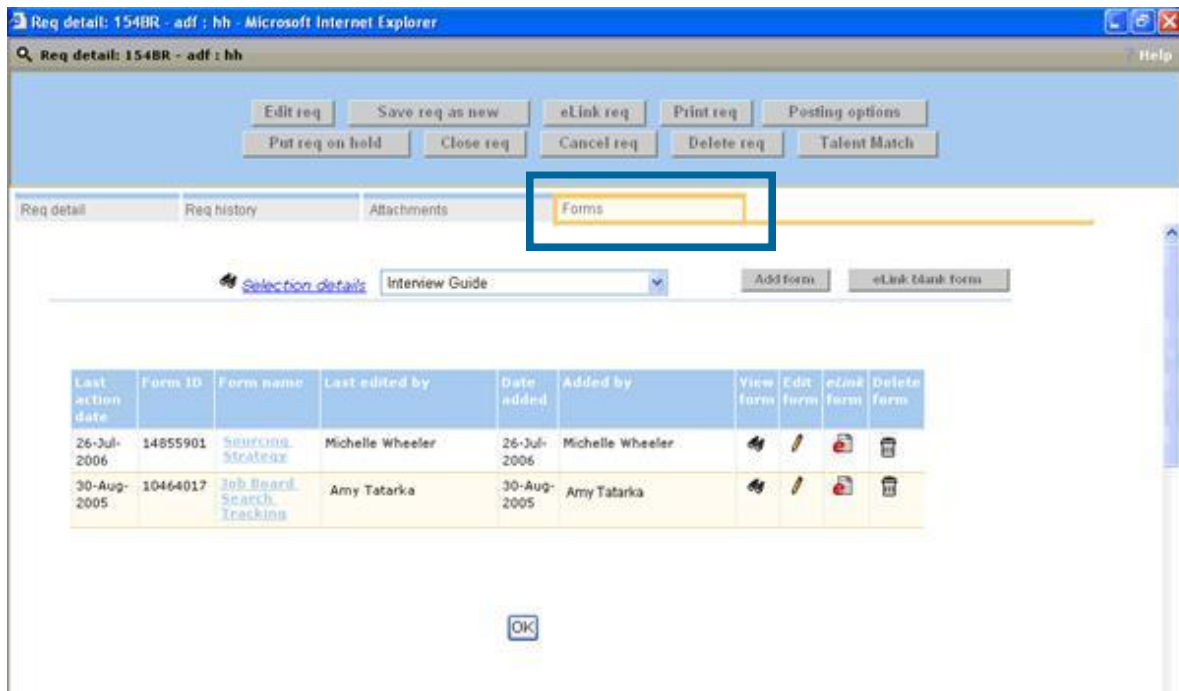 Req detail: 154BR - adf : hh - Microsoft Internet Explorer
Req detail: 154BR - adf : hh
? Help
Edit req Save req as new eLink req Print req Posting options
Put req on hold Close req Cancel req Delete req Talent Match
Req detail Req history Attachments Forms
Selection details Interview Guide Add form eLink blank form
Last Form ID Form name Last edited by Date Added by View Edit eLink Delete
action added form form form form
date
26-Jul- 14855901 Sourcing Michelle Wheeler 26-Jul- Michelle Wheeler
2006 Strategy 2006
30-Aug- 10464017 Job Board Amy Tatarka 30-Aug- Amy Tatarka
2005 Search 2005
Tracking
OK